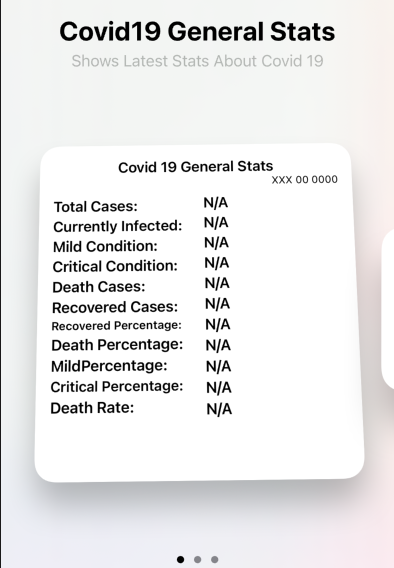 Covid19 General Stats
Shows Latest Stats About Covid 19
Covid 19 General Stats
XXX 00 0000
Total Cases: N/A
Currently Infected: N/A
Mild Condition: N/A
Critical Condition: N/A
Death Cases: N/A
Recovered Cases: N/A
Recovered Percentage: N/A
Death Percentage: N/A
MildPercentage: N/A
Critical Percentage: N/A
Death Rate: N/A